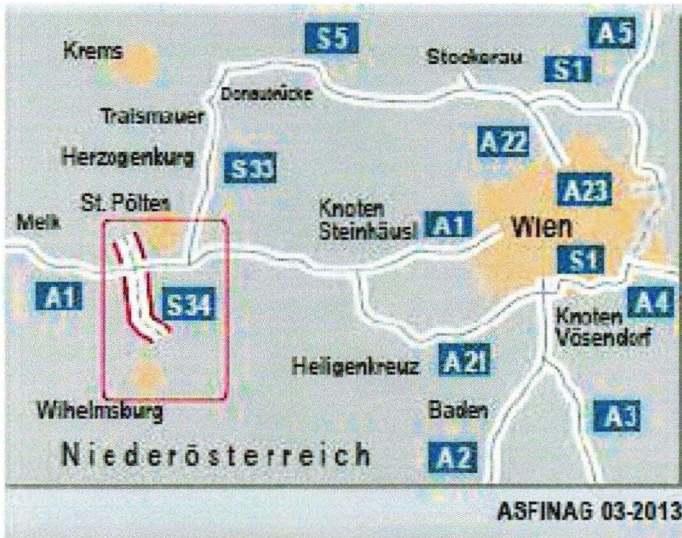 S5
A5
Krems
Stockerau
S1
Donaubrücke
Traismauer
A22
Herzogenburg
S33
A23
St. Pölten
Knoten
Steinhäusl
A1
Wien
Melk
S1
A1
S34
A4
Knoten
Vösendorf
Heiligenkreuz
A21
Wilhelmsburg
Baden
A3
Niederösterreich
A2
ASFINAG 03-2013